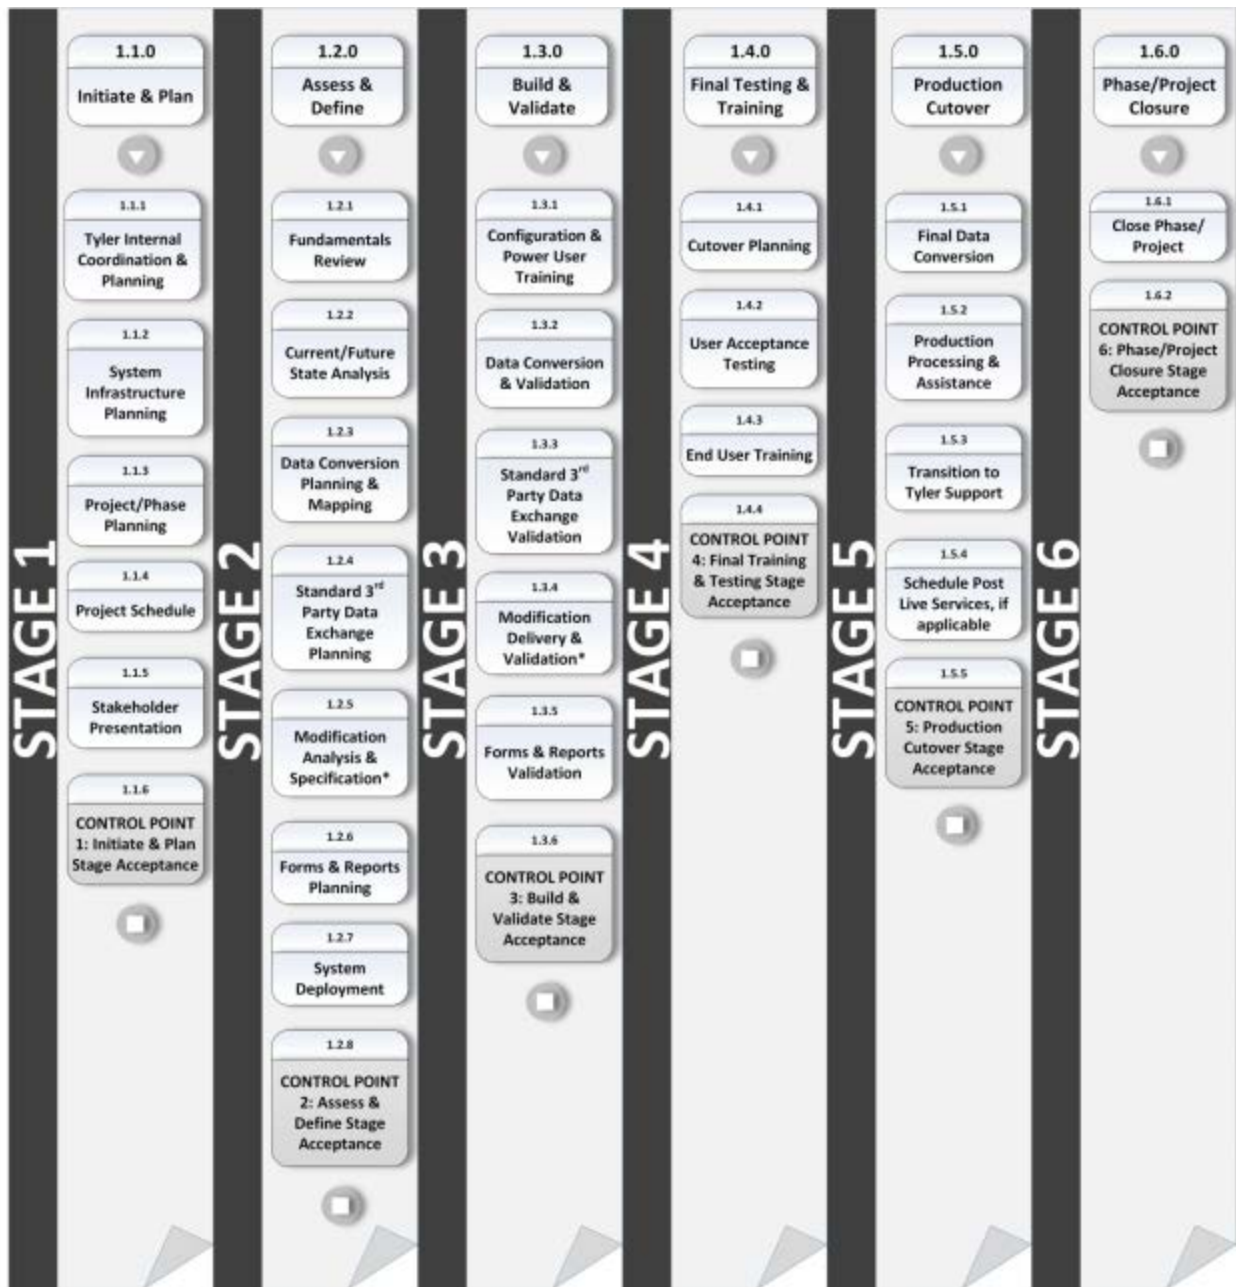 STAGE 1
1.1.0
Initiate & Plan
1.1.1
Tyler Internal
Coordination &
Planning
1.1.2
System
Infrastructure
Planning
1.1.3
Project/Phase
Planning
1.1.4
Project Schedule
1.1.5
Stakeholder
Presentation
1.1.6
CONTROL POINT
1: Initiate & Plan
Stage Acceptance
STAGE 2
1.2.0
Assess &
Define
1.2.1
Fundamentals
Review
1.2.2
Current/Future
State Analysis
1.2.3
Data Conversion
Planning &
Mapping
1.2.4
Standard 3rd
Party Data
Exchange
Planning
1.2.5
Modification
Analysis &
Specification*
1.2.6
Forms & Reports
Planning
1.2.7
System
Deployment
1.2.8
CONTROL POINT
2: Assess &
Define Stage
Acceptance
STAGE 3
1.3.0
Build &
Validate
1.3.1
Configuration &
Power User
Training
1.3.2
Data Conversion
& Validation
1.3.3
Standard 3rd
Party Data
Exchange
Validation
1.3.4
Modification
Delivery &
Validation*
1.3.5
Forms & Reports
Validation
1.3.6
CONTROL POINT
3: Build &
Validate Stage
Acceptance
STAGE 4
1.4.0
Final Testing &
Training
1.4.1
Cutover Planning
1.4.2
User Acceptance
Testing
1.4.3
End User Training
1.4.4
CONTROL POINT
4: Final Training
& Testing Stage
Acceptance
STAGE 5
1.5.0
Production
Cutover
1.5.1
Final Data
Conversion
1.5.2
Production
Processing &
Assistance
1.5.3
Transition to
Tyler Support
1.5.4
Schedule Post
Live Services, if
applicable
1.5.5
CONTROL POINT
5: Production
Cutover Stage
Acceptance
STAGE 6
1.6.0
Phase/Project
Closure
1.6.1
Close Phase/
Project
1.6.2
CONTROL POINT
6: Phase/Project
Closure Stage
Acceptance